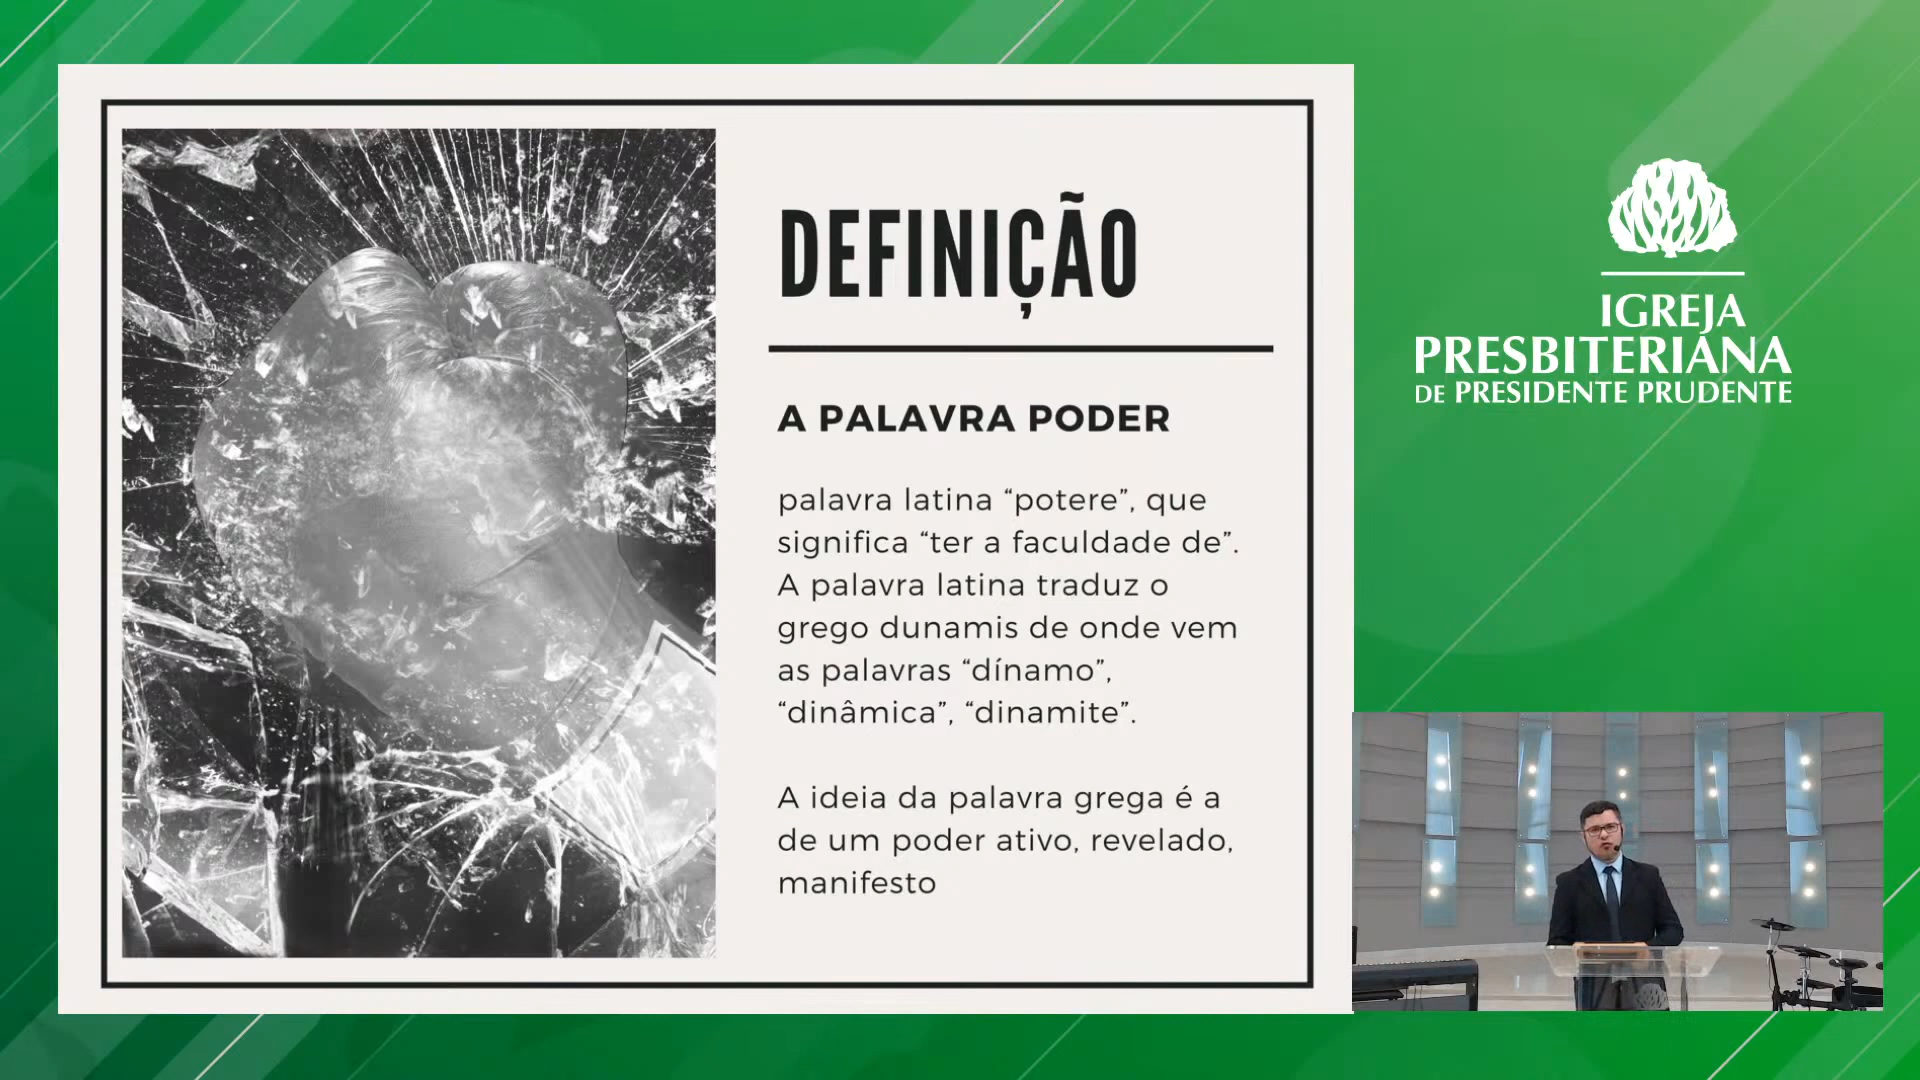 DEFINIÇÃO
A PALAVRA PODER
palavra latina “potere”, que
significa “ter a faculdade de”.
A palavra latina traduz o
grego dunamis de onde vem
as palavras “dínamo”,
“dinâmica”, “dinamite”.
A ideia da palavra grega é a
de um poder ativo, revelado,
manifesto
IGREJA
PRESBITERIANA
DE PRESIDENTE PRUDENTE